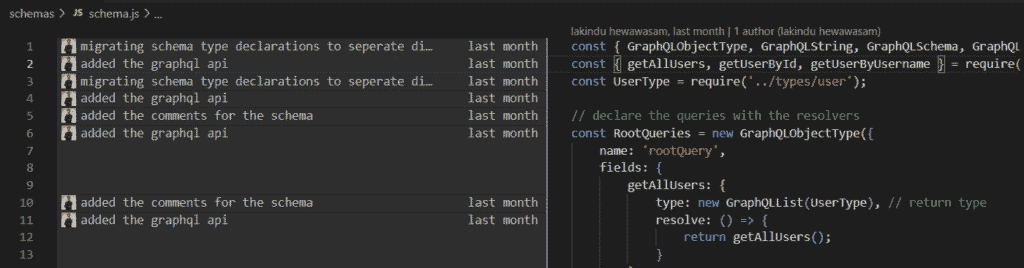 schemas > JS schema.js > ...
lakindu hewawasam, last month | 1 author (lakindu hewawasam)
1 migrating schema type declarations to seperate di… last month const { GraphQLObjectType, GraphQLString, GraphQLSchema, GraphQL
2 added the graphql api last month const { getAllUsers, getUserById, getUserByUsername } = require(
3 migrating schema type declarations to seperate di… last month const UserType = require('../types/user');
4 added the graphql api last month
5 added the comments for the schema last month // declare the queries with the resolvers
6 added the graphql api last month const RootQueries = new GraphQLObjectType({
7 name: 'rootQuery',
8 fields: {
9 getAllUsers: {
10 added the comments for the schema last month type: new GraphQLList(UserType), // return type
11 added the graphql api last month resolve: () => {
12 return getAllUsers();
13 }